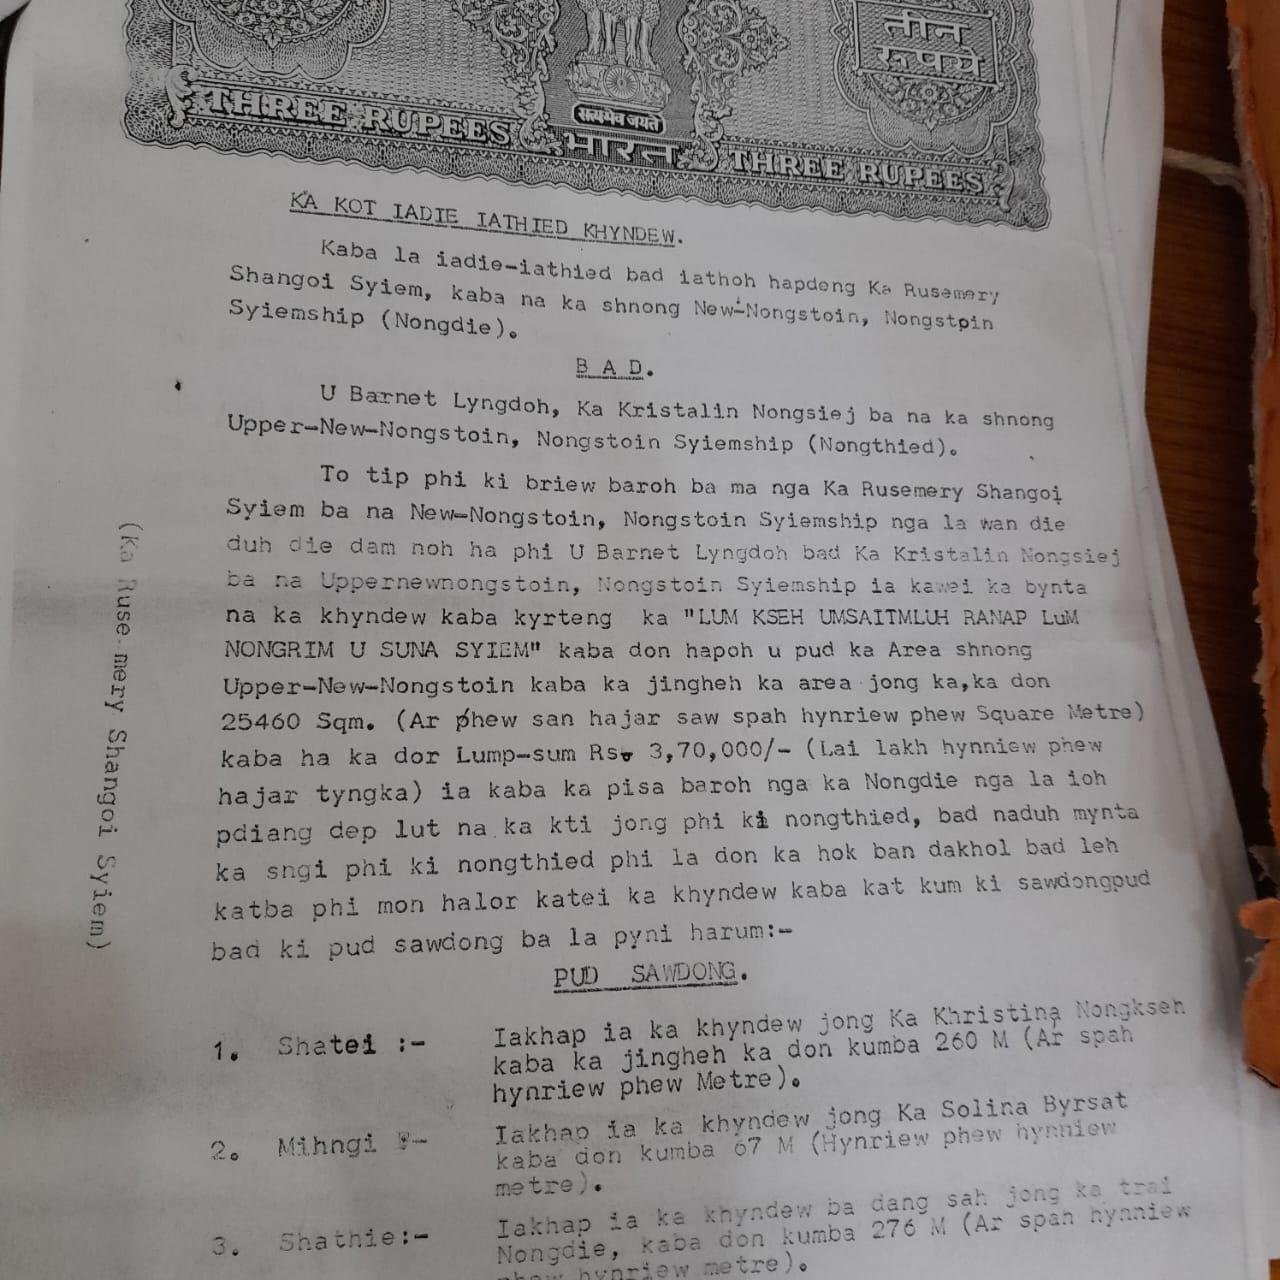 तीन
रूपये
THREE RUPEES
सत्यमेव जयते
भारत
THREE RUPEES
KA KOT IADIE IATHIED KHYNDEW.
Kaba la iadie-iathied bad iathoh hapdeng Ka Rusemery
Shangoi Syiem, kaba na ka shnong New-Nongstoin, Nongstoin
Syiemship (Nongdie).
B A D.
U Barnet Lyngdoh, Ka Kristalin Nongsiej ba na ka shnong
Upper-New-Nongstoin, Nongstoin Syiemship (Nongthied).
To tip phi ki briew baroh ba ma nga Ka Rusemery Shangoi
Syiem ba na New-Nongstoin, Nongstoin Syiemship nga la wan die
duh die dam noh ha phi U Barnet Lyngdoh bad Ka Kristalin Nongsiej
ba na Uppernewnongstoin, Nongstoin Syiemship ia kawei ka bynta
na ka khyndew kaba kyrteng ka "LUM KSEH UMSAITMLUH RANAP LuM
NONGRIM U SUNA SYIEM" kaba don hapoh u pud ka Area shnong
Upper-New-Nongstoin kaba ka jingheh ka area jong ka,ka don
25460 Sqm. (Ar phew san hajar saw spah hynriew phew Square Metre)
kaba ha ka dor Lump-sum Rs. 3,70,000/- (Lai lakh hynniew phew
hajar tyngka) ia kaba ka pisa baroh nga ka Nongdie nga la ioh
pdiang dep lut na ka kti jong phi ki nongthied, bad naduh mynta
ka sngi phi ki nongthied phi la don ka hok ban dakhol bad leh
katba phi mon halor katei ka khyndew kaba kat kum ki sawdongpud
bad ki pud sawdong ba la pyni harum:-
PUD SAWDONG.
1. Shatei :- Iakhap ia ka khyndew jong Ka Khristina Nongkseh
kaba ka jingheh ka don kumba 260 M (Ar spah
hynriew phew Metre).
2. Mihngi :- Iakhap ia ka khyndew jong Ka Solina Byrsat
kaba don kumba 67 M (Hynriew phew hynniew
metre).
3. Shathie:- Iakhap ia ka khyndew ba dang sah jong ka trai
Nongdie, kaba don kumba 276 M (Ar spah hynniew
phew hynriew metre).
(Ka Ruse-mery Shangoi Syiem)